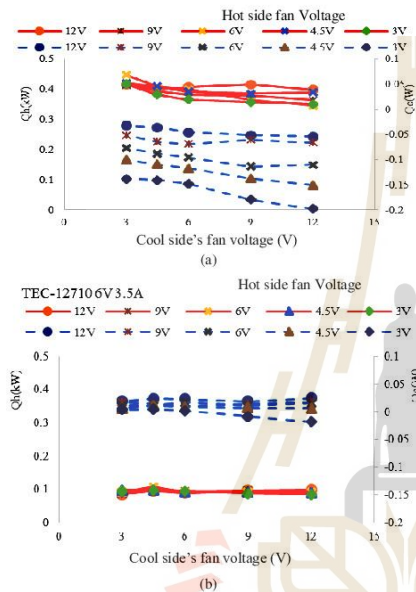 Hot side fan Voltage
12V 9V 6V 4.5V 3V
12V 9V 6V 4.5V 3V
Qh(kW)
0.5
0.4
0.3
0.2
0.1
0
0.1
0.05
0
-0.05
-0.1
-0.15
-0.2
Qc(W)
0 3 6 9 12 15
Cool side's fan voltage (V)
(a)
Hot side fan Voltage
TEC-12710 6V 3.5A
12V 9V 6V 4.5V 3V
12V 9V 6V 4.5V 3V
Qh(kW)
0.5
0.4
0.3
0.2
0 1
0
0.1
0.05
0
-0.05
-0.1
-0.15
-0.2
0 3 6 9 12 15
Cool side's fan voltage (V)
(b)